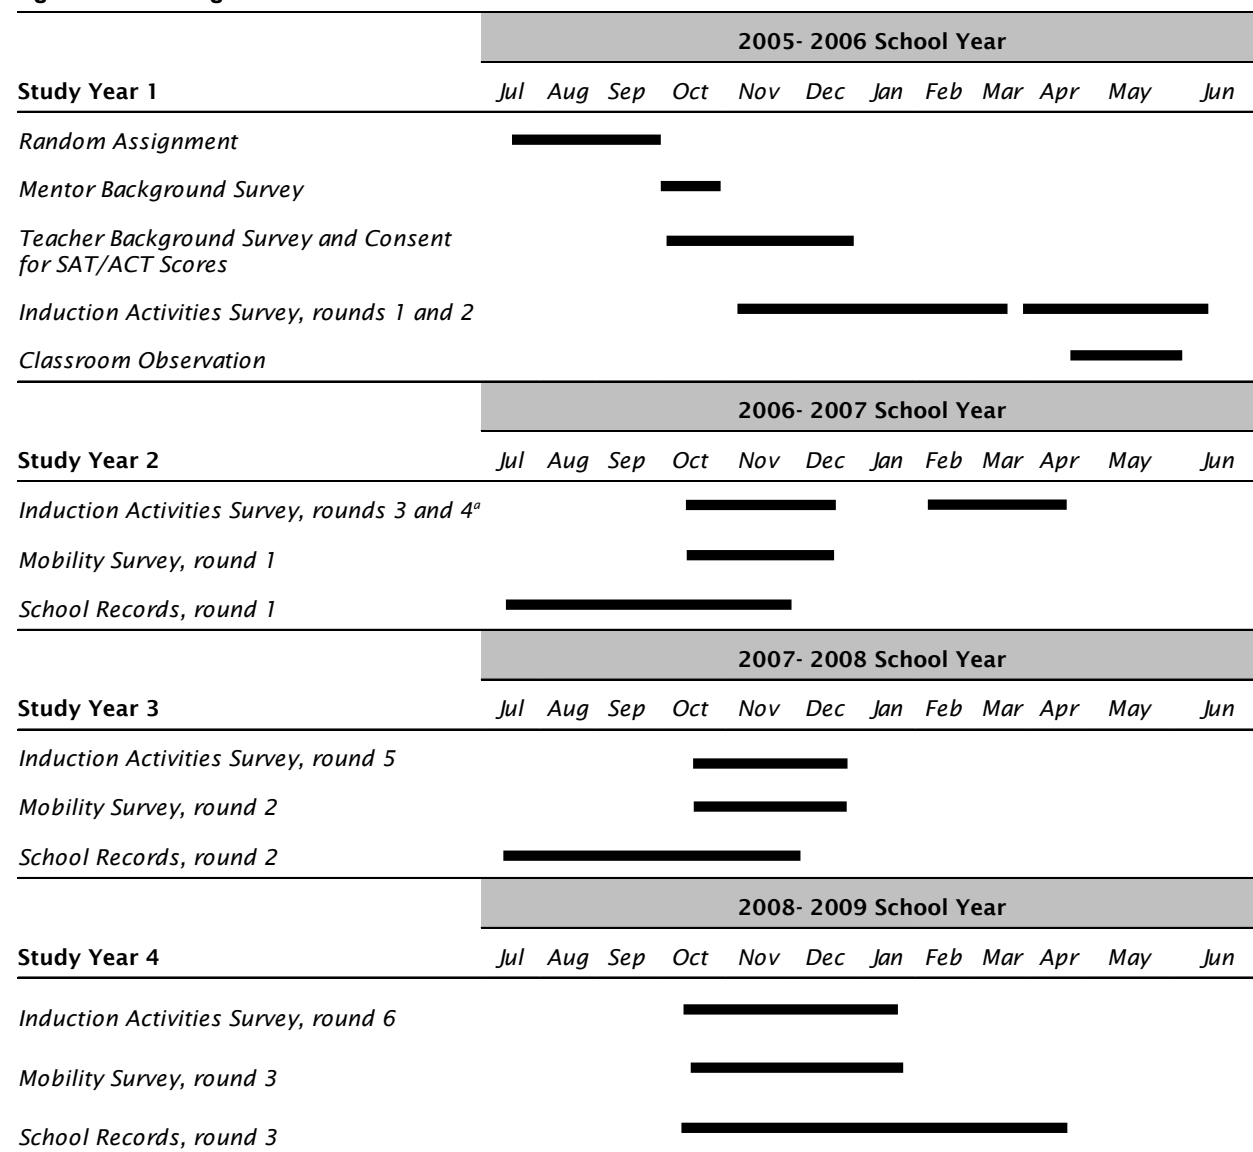 2005- 2006 School Year
Study Year 1 Jul Aug Sep Oct Nov Dec Jan Feb Mar Apr May Jun
Random Assignment
Mentor Background Survey
Teacher Background Survey and Consent
for SAT/ACT Scores
Induction Activities Survey, rounds 1 and 2
Classroom Observation
2006- 2007 School Year
Study Year 2 Jul Aug Sep Oct Nov Dec Jan Feb Mar Apr May Jun
Induction Activities Survey, rounds 3 and 4a
Mobility Survey, round 1
School Records, round 1
2007- 2008 School Year
Study Year 3 Jul Aug Sep Oct Nov Dec Jan Feb Mar Apr May Jun
Induction Activities Survey, round 5
Mobility Survey, round 2
School Records, round 2
2008- 2009 School Year
Study Year 4 Jul Aug Sep Oct Nov Dec Jan Feb Mar Apr May Jun
Induction Activities Survey, round 6
Mobility Survey, round 3
School Records, round 3